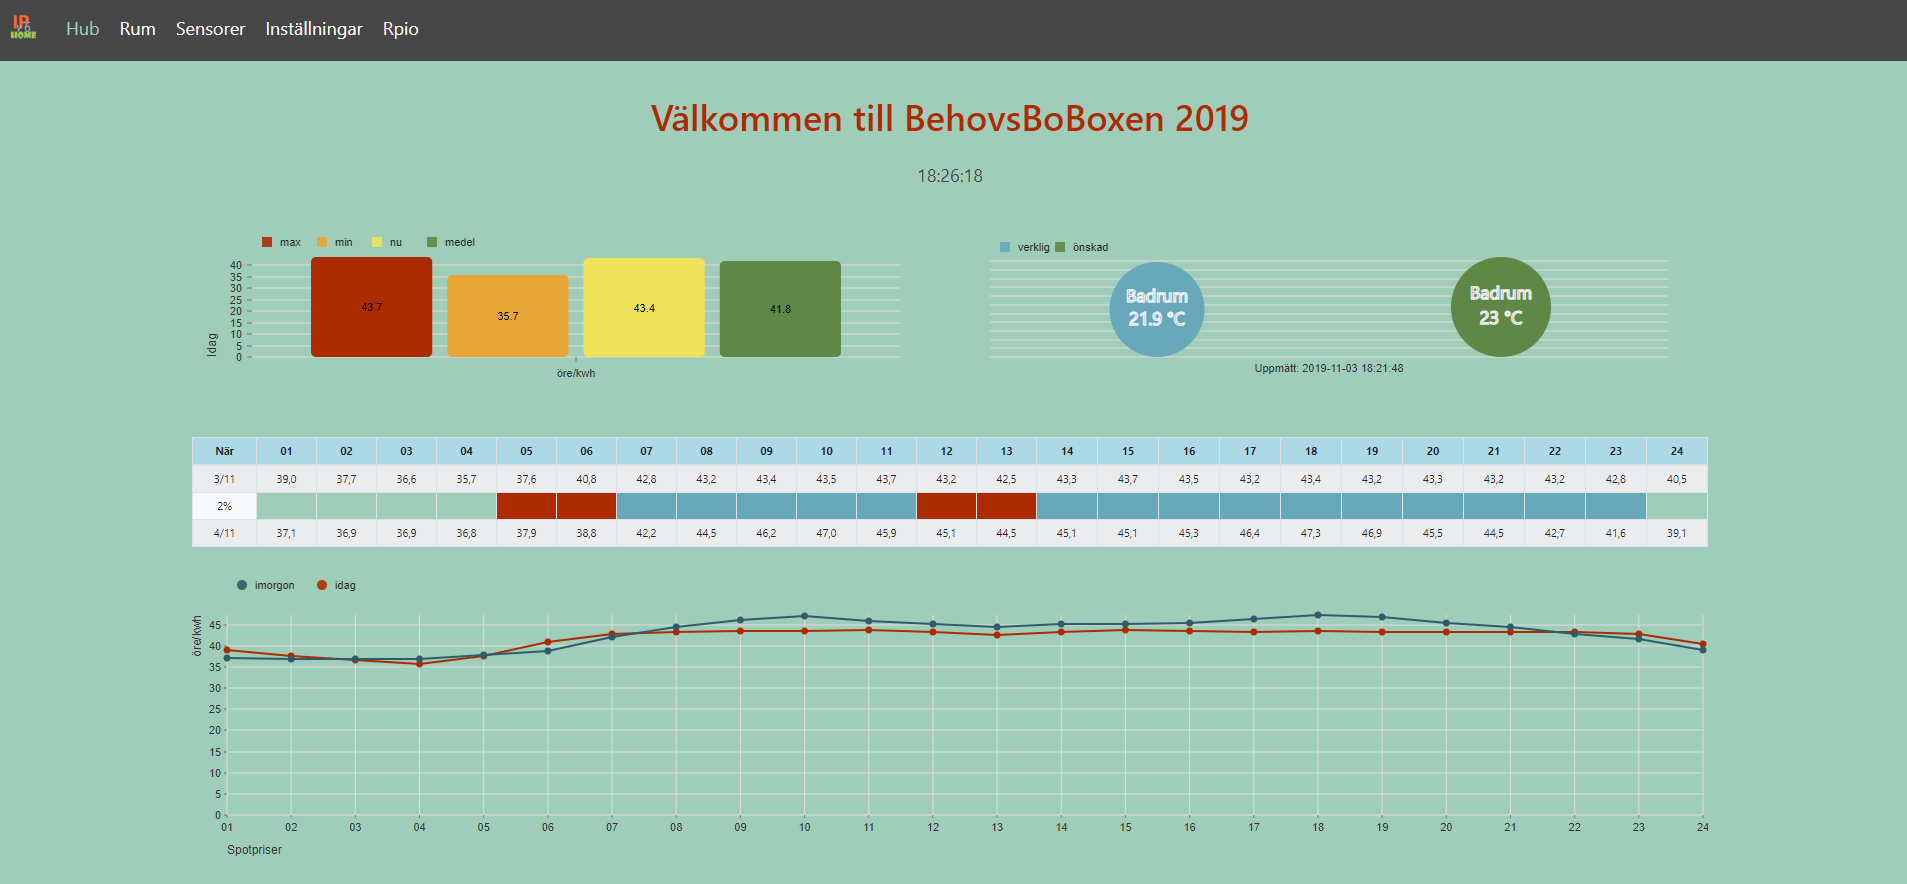 IP
V 6
HOME
Hub Rum Sensorer Inställningar Rpio
Välkommen till BehovsBoBoxen 2019
18:26:18
max min nu medel
40
35
30
25
20
15
10
5
0
Idag
43.7 35.7 43.4 41.8
öre/kwh
verklig önskad
Badrum
21.9 °C
Badrum
23 °C
Uppmätt: 2019-11-03 18:21:48
När 01 02 03 04 05 06 07 08 09 10 11 12 13 14 15 16 17 18 19 20 21 22 23 24
3/11 39,0 37,7 36,6 35,7 37,6 40,8 42,8 43,2 43,4 43,5 43,7 43,2 42,5 43,3 43,7 43,5 43,2 43,4 43,2 43,3 43,2 43,2 42,8 40,5
2%
4/11 37,1 36,9 36,9 36,8 37,9 38,8 42,2 44,5 46,2 47,0 45,9 45,1 44,5 45,1 45,1 45,3 46,4 47,3 46,9 45,5 44,5 42,7 41,6 39,1
imorgon idag
öre/kwh
45
40
35
30
25
20
15
10
5
0
01 02 03 04 05 06 07 08 09 10 11 12 13 14 15 16 17 18 19 20 21 22 23 24
Spotpriser